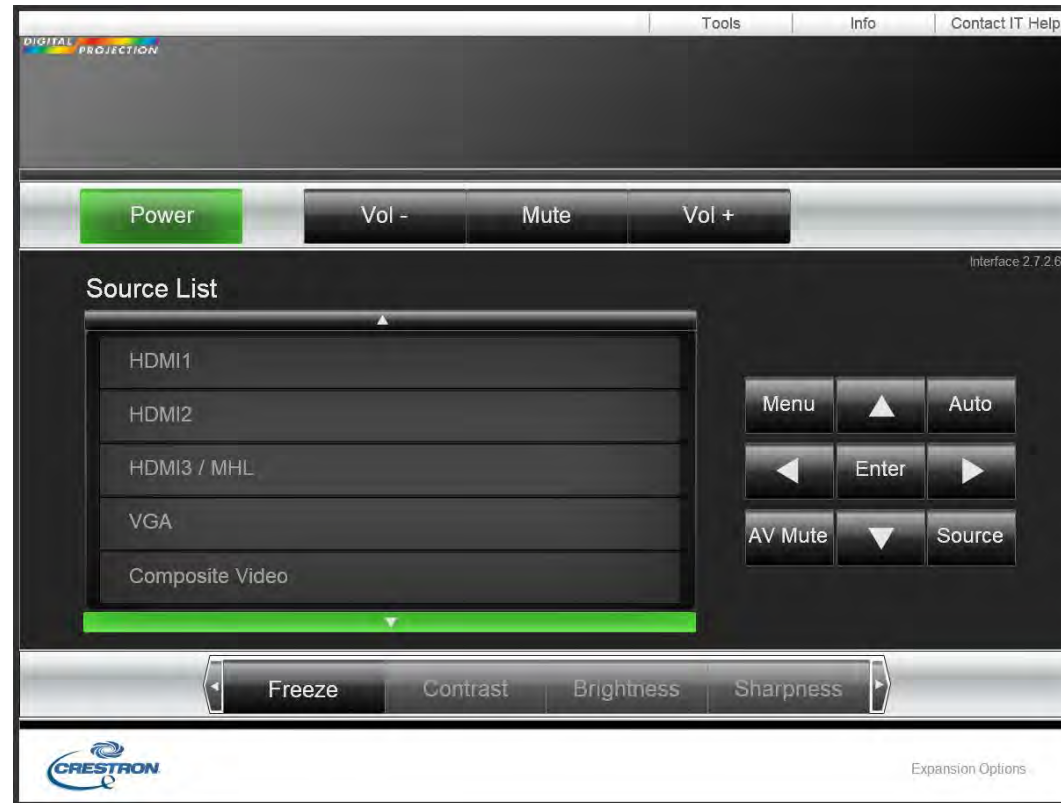 Tools Info Contact IT Help
DIGITAL PROJECTION
Power Vol - Mute Vol +
Interface 2.7.2.6
Source List
HDMI1
HDMI2
HDMI3 / MHL
VGA
Composite Video
Menu Auto
Enter
AV Mute Source
Freeze Contrast Brightness Sharpness
CRESTRON
Expansion Options